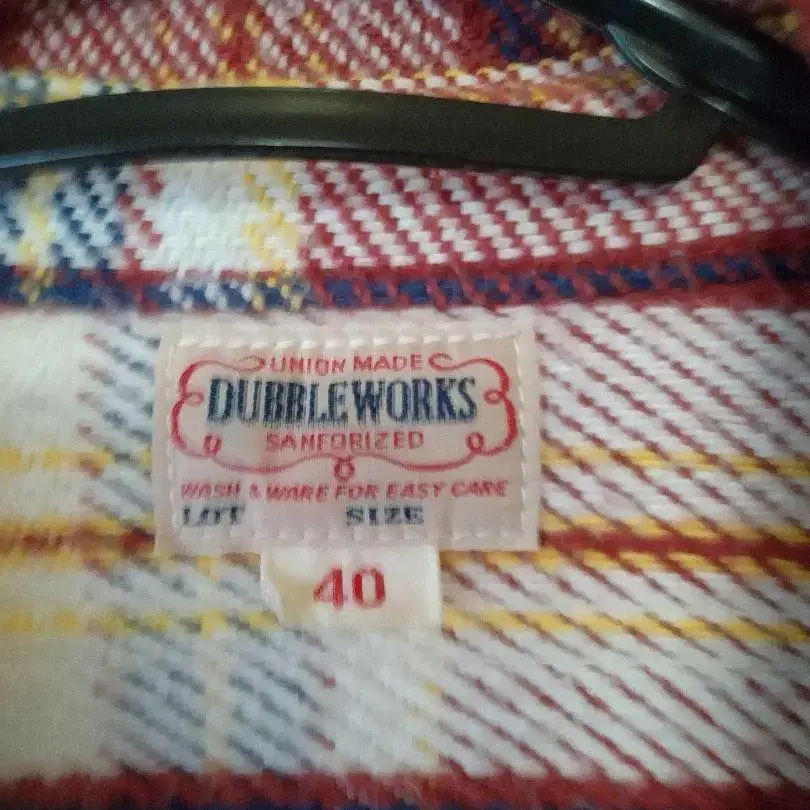 UNION MADE
DUBBLEWORKS
SANFORIZED
WASH & WARE FOR EASY CARE
LOT SIZE
40